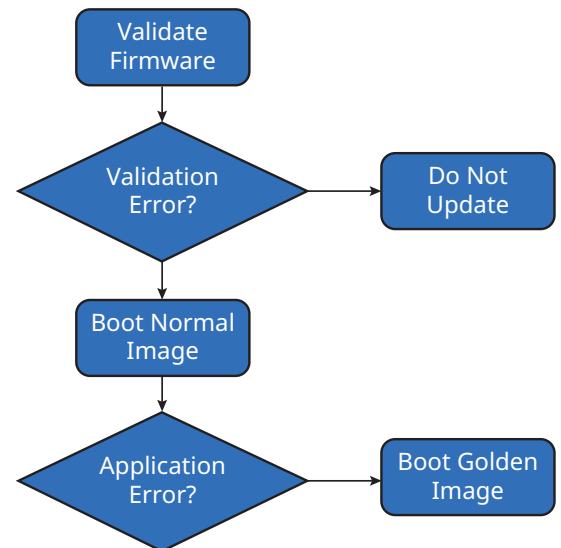 Validate
Firmware
Validation
Error?
Do Not
Update
Boot Normal
Image
Application
Error?
Boot Golden
Image